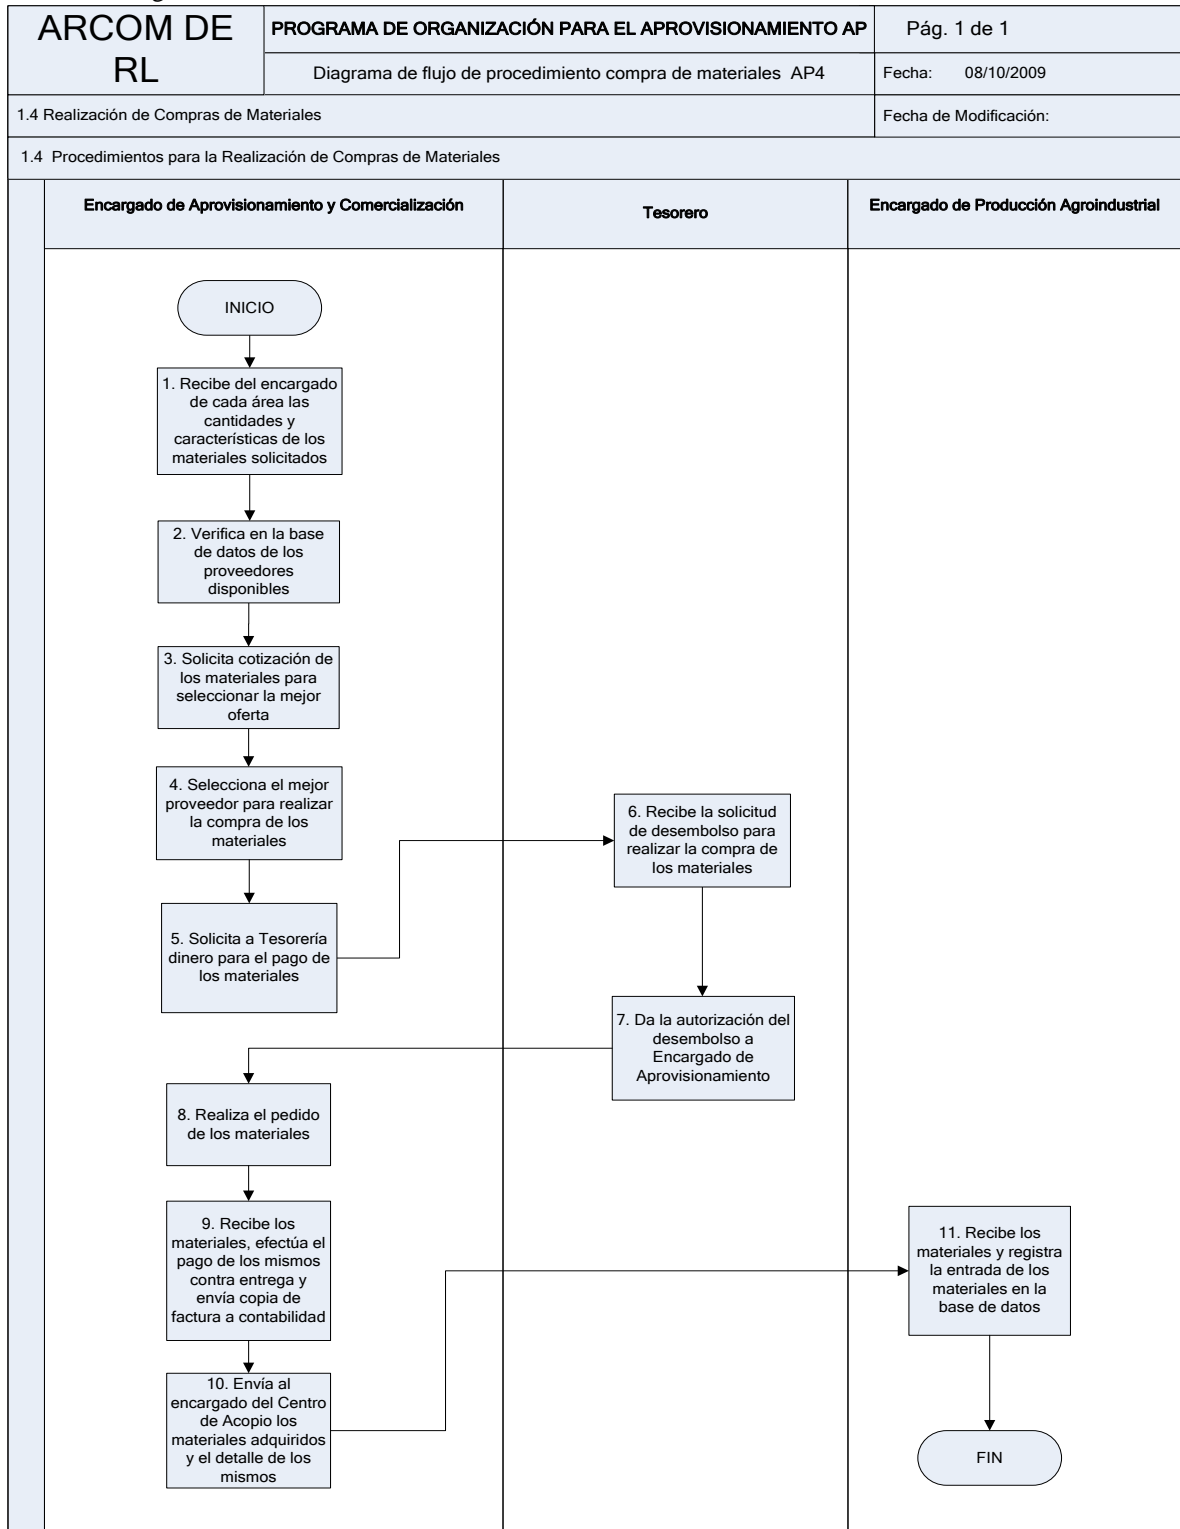 ARCOM DE
RL
PROGRAMA DE ORGANIZACIÓN PARA EL APROVISIONAMIENTO AP
Pág. 1 de 1
Diagrama de flujo de procedimiento compra de materiales AP4
Fecha: 08/10/2009
1.4 Realización de Compras de Materiales
Fecha de Modificación:
1.4 Procedimientos para la Realización de Compras de Materiales
Encargado de Aprovisionamiento y Comercialización
Tesorero
Encargado de Producción Agroindustrial
INICIO
1. Recibe del encargado
de cada área las
cantidades y
características de los
materiales solicitados
2. Verifica en la base
de datos de los
proveedores
disponibles
3. Solicita cotización de
los materiales para
seleccionar la mejor
oferta
4. Selecciona el mejor
proveedor para realizar
la compra de los
materiales
5. Solicita a Tesorería
dinero para el pago de
los materiales
6. Recibe la solicitud
de desembolso para
realizar la compra de
los materiales
7. Da la autorización del
desembolso a
Encargado de
Aprovisionamiento
8. Realiza el pedido
de los materiales
9. Recibe los
materiales, efectúa el
pago de los mismos
contra entrega y
envía copia de
factura a contabilidad
10. Envía al
encargado del Centro
de Acopio los
materiales adquiridos
y el detalle de los
mismos
11. Recibe los
materiales y registra
la entrada de los
materiales en la
base de datos
FIN